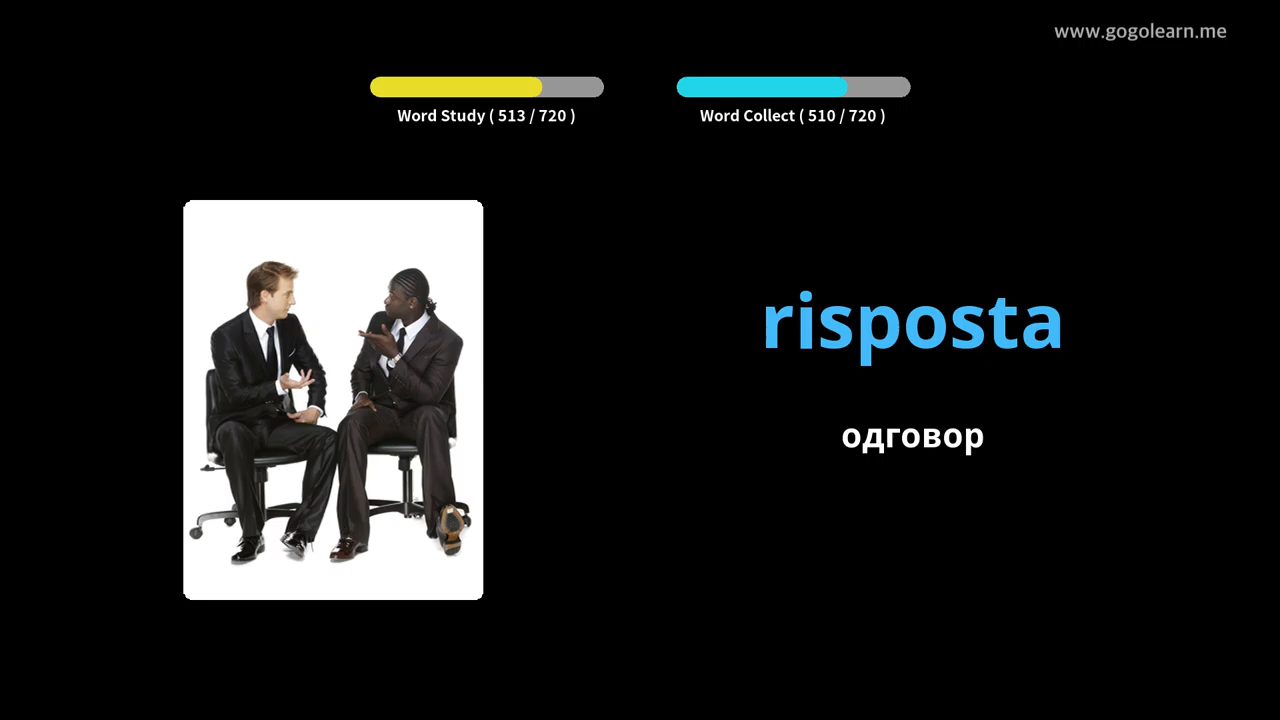 www.gogolearn.me
Word Study ( 513 / 720 )
Word Collect ( 510 / 720 )
risposta
одговор